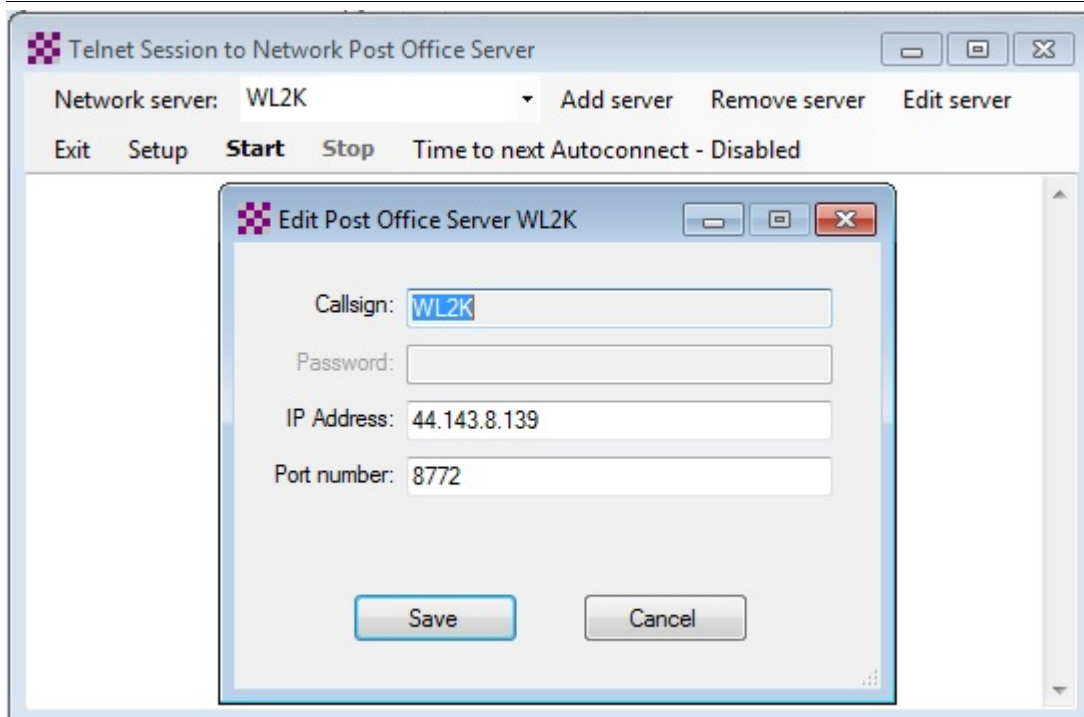 Telnet Session to Network Post Office Server
Network server: WL2K Add server Remove server Edit server
Exit Setup Start Stop Time to next Autoconnect - Disabled
Edit Post Office Server WL2K
Callsign: WL2K
Password:
IP Address: 44.143.8.139
Port number: 8772
Save Cancel